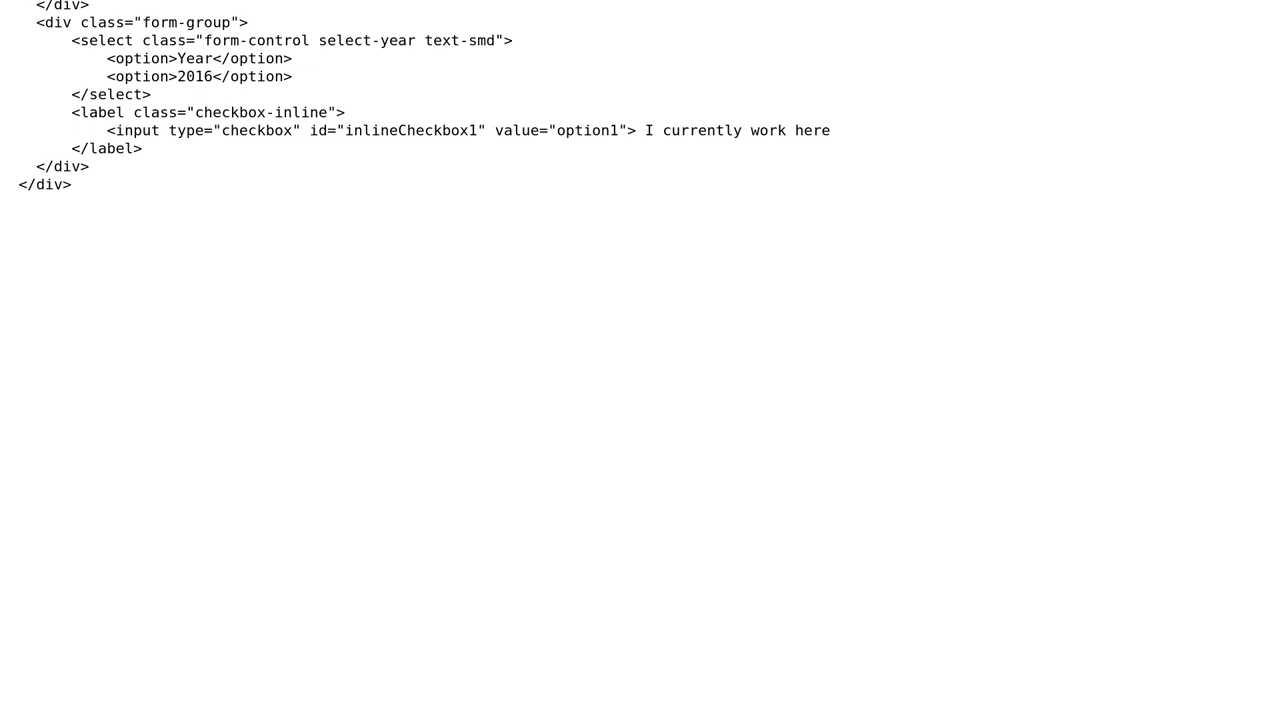 </div>
<div class="form-group">
<select class="form-control select-year text-smd">
<option>Year</option>
<option>2016</option>
</select>
<label class="checkbox-inline">
<input type="checkbox" id="inlineCheckbox1" value="option1"> I currently work here
</label>
</div>
</div>